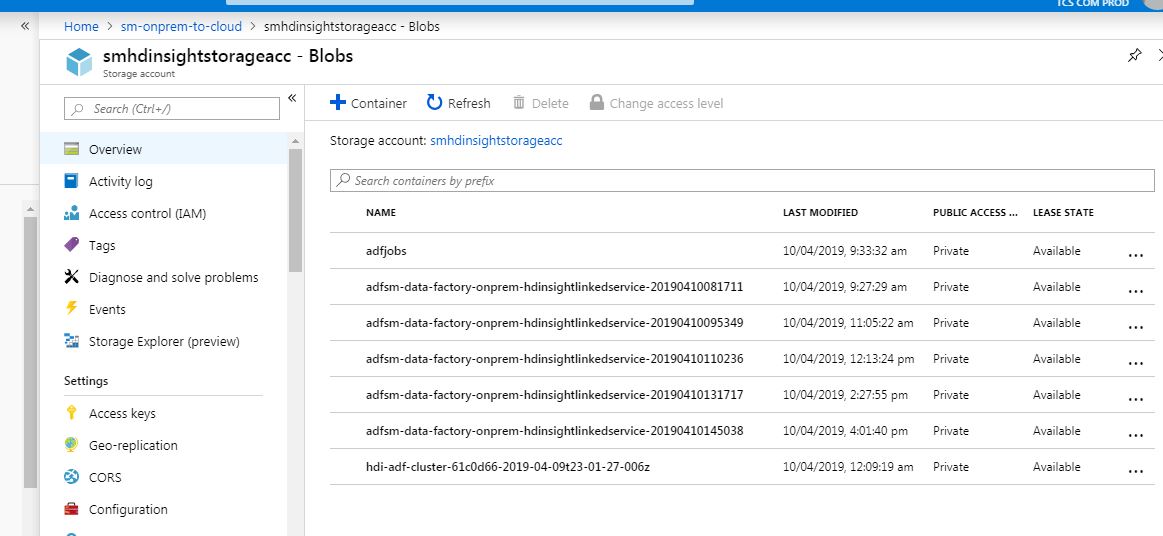 TCS COM PROD
Home > sm-onprem-to-cloud > smhdinsightstorageacc - Blobs
smhdinsightstorageacc - Blobs
Storage account
Search (Ctrl+/)
Overview
Activity log
Access control (IAM)
Tags
Diagnose and solve problems
Events
Storage Explorer (preview)
Settings
Access keys
Geo-replication
CORS
Configuration
Container Refresh Delete Change access level
Storage account: smhdinsightstorageacc
Search containers by prefix
NAME LAST MODIFIED PUBLIC ACCESS ... LEASE STATE
adfjobs 10/04/2019, 9:33:32 am Private Available ...
adfsm-data-factory-onprem-hdinsightlinkedservice-20190410081711 10/04/2019, 9:27:29 am Private Available ...
adfsm-data-factory-onprem-hdinsightlinkedservice-20190410095349 10/04/2019, 11:05:22 am Private Available ...
adfsm-data-factory-onprem-hdinsightlinkedservice-20190410110236 10/04/2019, 12:13:24 pm Private Available ...
adfsm-data-factory-onprem-hdinsightlinkedservice-20190410131717 10/04/2019, 2:27:55 pm Private Available ...
adfsm-data-factory-onprem-hdinsightlinkedservice-20190410145038 10/04/2019, 4:01:40 pm Private Available ...
hdi-adf-cluster-61c0d66-2019-04-09t23-01-27-006z 10/04/2019, 12:09:19 am Private Available ...